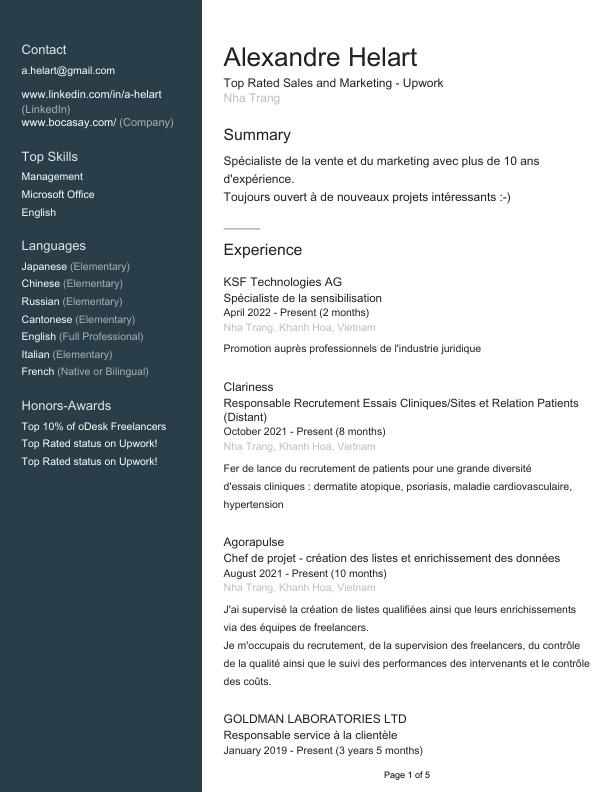 Contact
a.helart@gmail.com
www.linkedin.com/in/a-helart
(LinkedIn)
www.bocasay.com/ (Company)
Top Skills
Management
Microsoft Office
English
Languages
Japanese (Elementary)
Chinese (Elementary)
Russian (Elementary)
Cantonese (Elementary)
English (Full Professional)
Italian (Elementary)
French (Native or Bilingual)
Honors-Awards
Top 10% of oDesk Freelancers
Top Rated status on Upwork!
Top Rated status on Upwork!
Alexandre Helart
Top Rated Sales and Marketing - Upwork
Nha Trang
Summary
Spécialiste de la vente et du marketing avec plus de 10 ans
d'expérience.
Toujours ouvert à de nouveaux projets intéressants :-)
Experience
KSF Technologies AG
Spécialiste de la sensibilisation
April 2022 - Present (2 months)
Nha Trang, Khanh Hoa, Vietnam
Promotion auprès professionnels de l'industrie juridique
Clariness
Responsable Recrutement Essais Cliniques/Sites et Relation Patients
(Distant)
October 2021 - Present (8 months)
Nha Trang, Khanh Hoa, Vietnam
Fer de lance du recrutement de patients pour une grande diversité
d'essais cliniques : dermatite atopique, psoriasis, maladie cardiovasculaire,
hypertension
Agorapulse
Chef de projet - création des listes et enrichissement des données
August 2021 - Present (10 months)
Nha Trang, Khanh Hoa, Vietnam
J'ai supervisé la création de listes qualifiées ainsi que leurs enrichissements
via des équipes de freelancers.
Je m'occupais du recrutement, de la supervision des freelancers, du contrôle
de la qualité ainsi que le suivi des performances des intervenants et le contrôle
des coûts.
GOLDMAN LABORATORIES LTD
Responsable service à la clientèle
January 2019 - Present (3 years 5 months)
Page 1 of 5